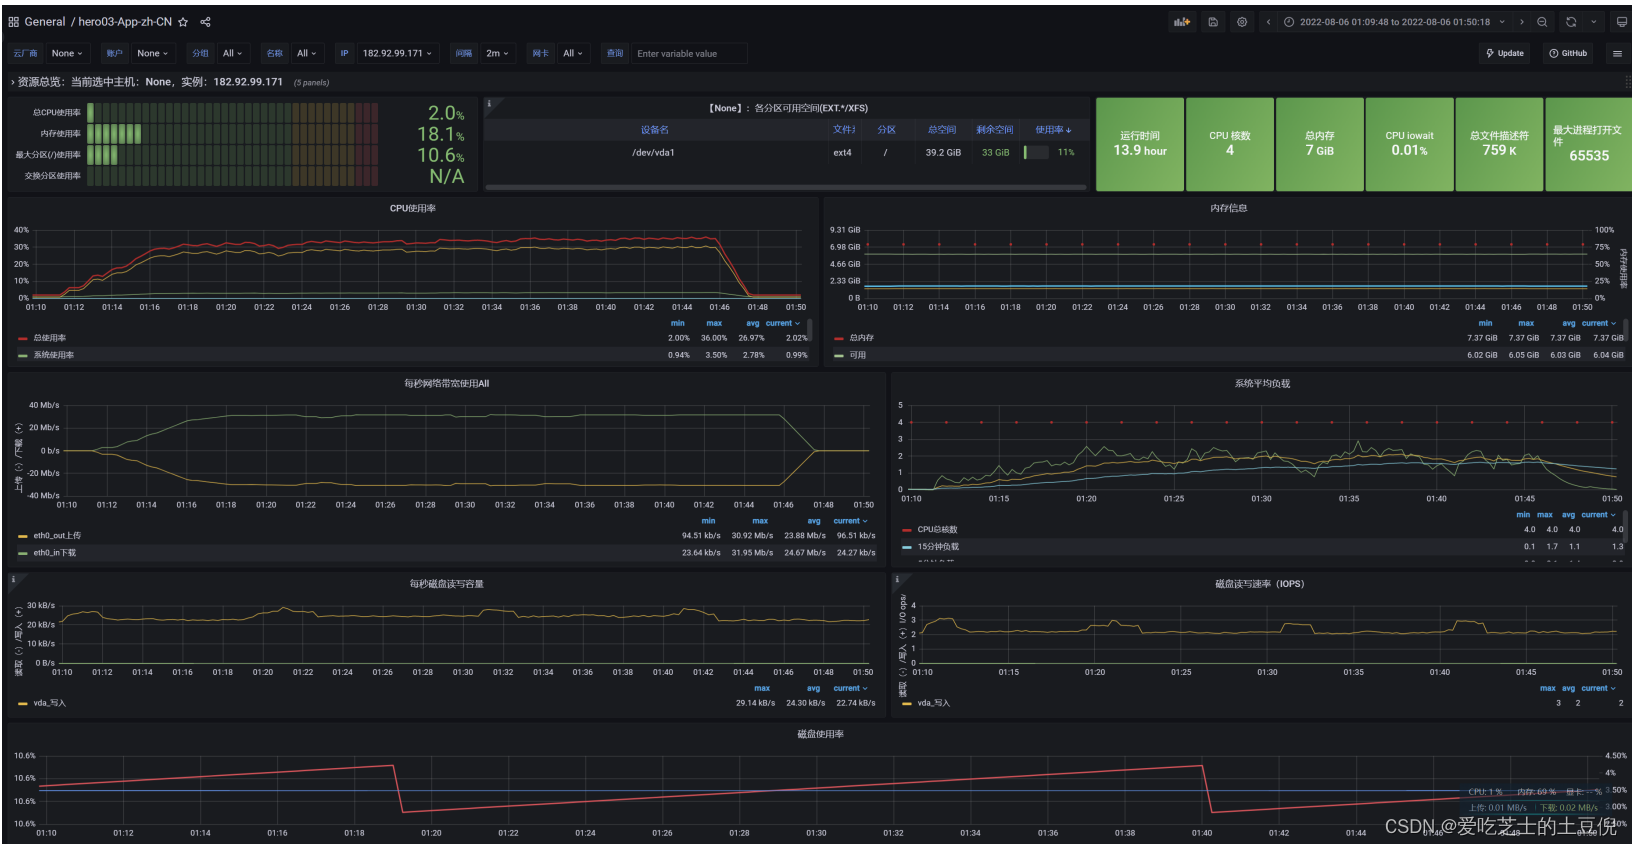 General / hero03-App-zh-CN
2022-08-06 01:09:48 to 2022-08-06 01:50:18
云厂商 None 账户 None 分组 All 名称 All IP 182.92.99.171 间隔 2m 网卡 All 查询 Enter variable value Update GitHub
资源总览：当前选中主机：None，实例：182.92.99.171 (5 panels)
总CPU使用率 2.0%
内存使用率 18.1%
最大分区(/)使用率 10.6%
交换分区使用率 N/A
【None】：各分区可用空间(EXT.*/XFS)
设备名 分区 总空间 剩余空间 使用率
/dev/vda1 ext4 / 39.2 GiB 33 GiB 11%
运行时间
13.9 hour
CPU 核数
4
总内存
7 GiB
CPU iowait
0.01%
总文件描述符
759 K
最大进程打开文件
65535
CPU使用率
40%
30%
20%
10%
0%
01:10 01:12 01:14 01:16 01:18 01:20 01:22 01:24 01:26 01:28 01:30 01:32 01:34 01:36 01:38 01:40 01:42 01:44 01:46 01:48 01:50
min max avg current
总使用率 2.00% 36.00% 26.97% 2.02%
系统使用率 0.94% 3.50% 2.78% 0.99%
内存信息
9.31 GiB 100%
6.98 GiB 75%
4.66 GiB 50%
2.33 GiB 25%
0 B 0%
内存使用率
01:10 01:12 01:14 01:16 01:18 01:20 01:22 01:24 01:26 01:28 01:30 01:32 01:34 01:36 01:38 01:40 01:42 01:44 01:46 01:48 01:50
min max avg current
总内存 7.37 GiB 7.37 GiB 7.37 GiB 7.37 GiB
可用 6.02 GiB 6.05 GiB 6.03 GiB 6.04 GiB
每秒网络带宽使用All
上传 (-) /下载 (+)
40 Mb/s
20 Mb/s
0 b/s
-20 Mb/s
-40 Mb/s
01:10 01:12 01:14 01:16 01:18 01:20 01:22 01:24 01:26 01:28 01:30 01:32 01:34 01:36 01:38 01:40 01:42 01:44 01:46 01:48 01:50
min max avg current
eth0_out上传 94.51 kb/s 30.92 Mb/s 23.88 Mb/s 96.51 kb/s
eth0_in下载 23.64 kb/s 31.95 Mb/s 24.67 Mb/s 24.27 kb/s
系统平均负载
5
4
3
2
1
0
01:10 01:15 01:20 01:25 01:30 01:35 01:40 01:45 01:50
min max avg current
CPU总核数 4.0 4.0 4.0 4.0
15分钟负载 0.1 1.7 1.1 1.3
每秒磁盘读写容量
读取 (-) /写入 (+)
30 kB/s
20 kB/s
10 kB/s
0 B/s
01:10 01:12 01:14 01:16 01:18 01:20 01:22 01:24 01:26 01:28 01:30 01:32 01:34 01:36 01:38 01:40 01:42 01:44 01:46 01:48 01:50
max avg current
vda_写入 29.14 kB/s 24.30 kB/s 22.74 kB/s
磁盘读写速率（IOPS）
读取 (-) /写入 (+) I/O ops/
4
3
2
1
0
01:10 01:15 01:20 01:25 01:30 01:35 01:40 01:45 01:50
max avg current
vda_写入 3 2 2
磁盘使用率
10.6% 4.50%
10.6% 4%
10.6% 3.50%
10.6% 3.00%
01:10 01:12 01:14 01:16 01:18 01:20 01:22 01:24 01:26 01:28 01:30 01:32 01:34 01:36 01:38 01:40 01:42 01:44 01:46 01:48 01:50
CPU: 1 % 内存: 69 % 显卡: -- %
上传: 0.01 MB/s 下载: 0.02 MB/s
CSDN @爱吃芝士的土豆倪